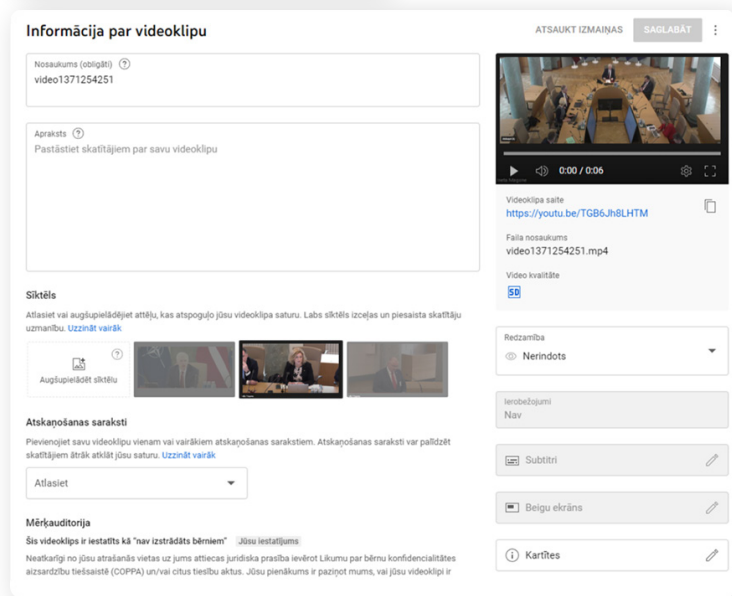 Informācija par videoklipu
ATSAUKT IZMAIŅAS
SAGLABĀT
Nosaukums (obligāti)
video1371254251
Apraksts
Pastāstiet skatītājiem par savu videoklipu
0:00 / 0:06
Videoklipa saite
https://youtu.be/TGB6Jh8LHTM
Faila nosaukums
video1371254251.mp4
Video kvalitāte
SD
Sīktēls
Atlasiet vai augšupielādējiet attēlu, kas atspoguļo jūsu videoklipa saturu. Labs sīktēls izceļas un piesaista skatītāju
uzmanību. Uzzināt vairāk
Augšupielādēt sīktēlu
Redzamība
Nerindots
Ierobežojumi
Nav
Atskaņošanas saraksti
Pievienojiet savu videoklipu vienam vai vairākiem atskaņošanas sarakstiem. Atskaņošanas saraksti var palīdzēt
skatītājiem ātrāk atklāt jūsu saturu. Uzzināt vairāk
Atlasiet
Subtitri
Beigu ekrāns
Kartītes
Mērķauditorija
Šis videoklips ir iestatīts kā "nav izstrādāts bērniem" Jūsu iestatījums
Neatkarīgi no jūsu atrašanās vietas uz jums attiecas juridiska prasība ievērot Likumu par bērnu konfidencialitātes
aizsardzību tiešsaistē (COPPA) un/vai citus tiesību aktus. Jūsu pienākums ir paziņot mums, vai jūsu videoklipi ir